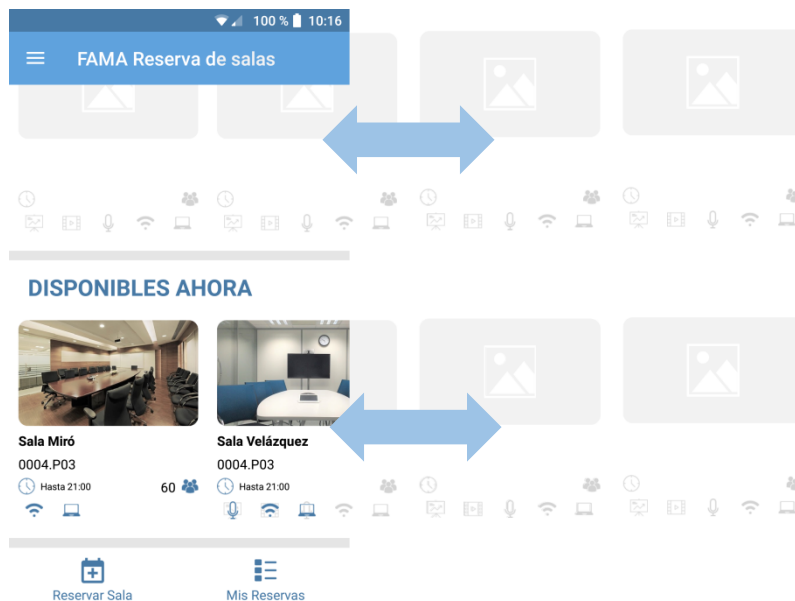 100 % 10:16
FAMA Reserva de salas
DISPONIBLES AHORA
Sala Miró
0004.P03
Hasta 21:00
60
Sala Velázquez
0004.P03
Hasta 21:00
Reservar Sala
Mis Reservas